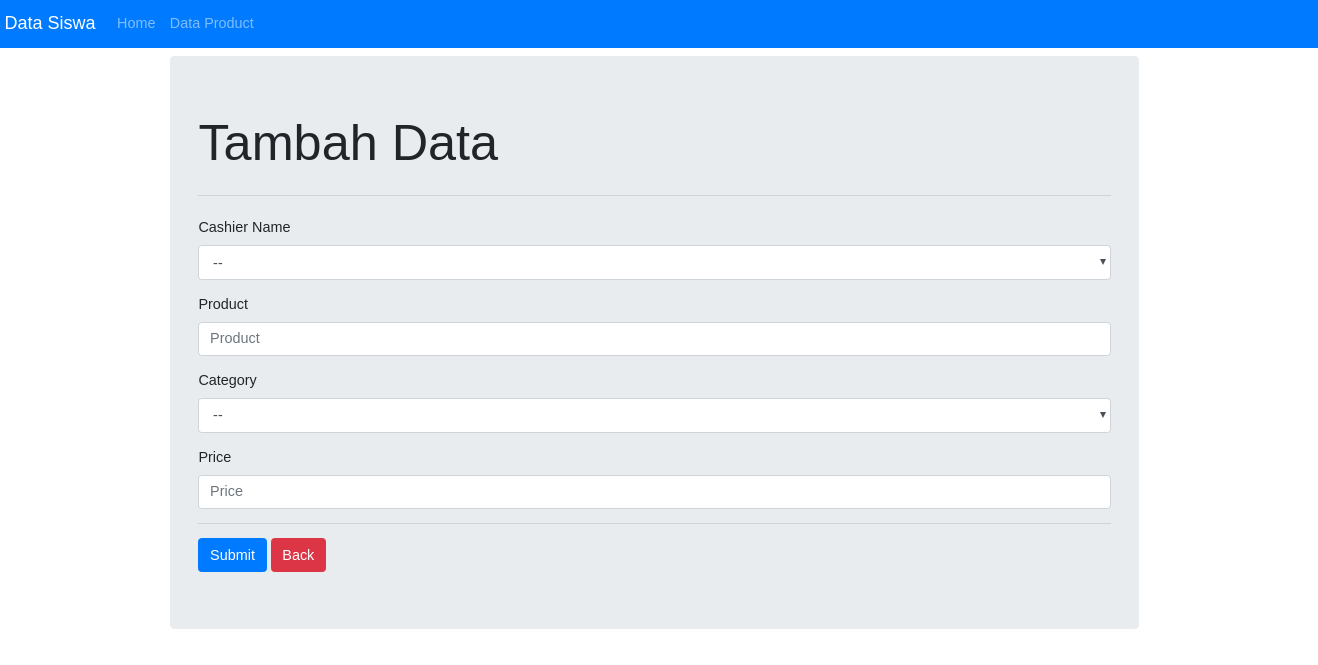 Data Siswa Home Data Product
Tambah Data
Cashier Name
--
Product
Product
Category
--
Price
Price
Submit Back